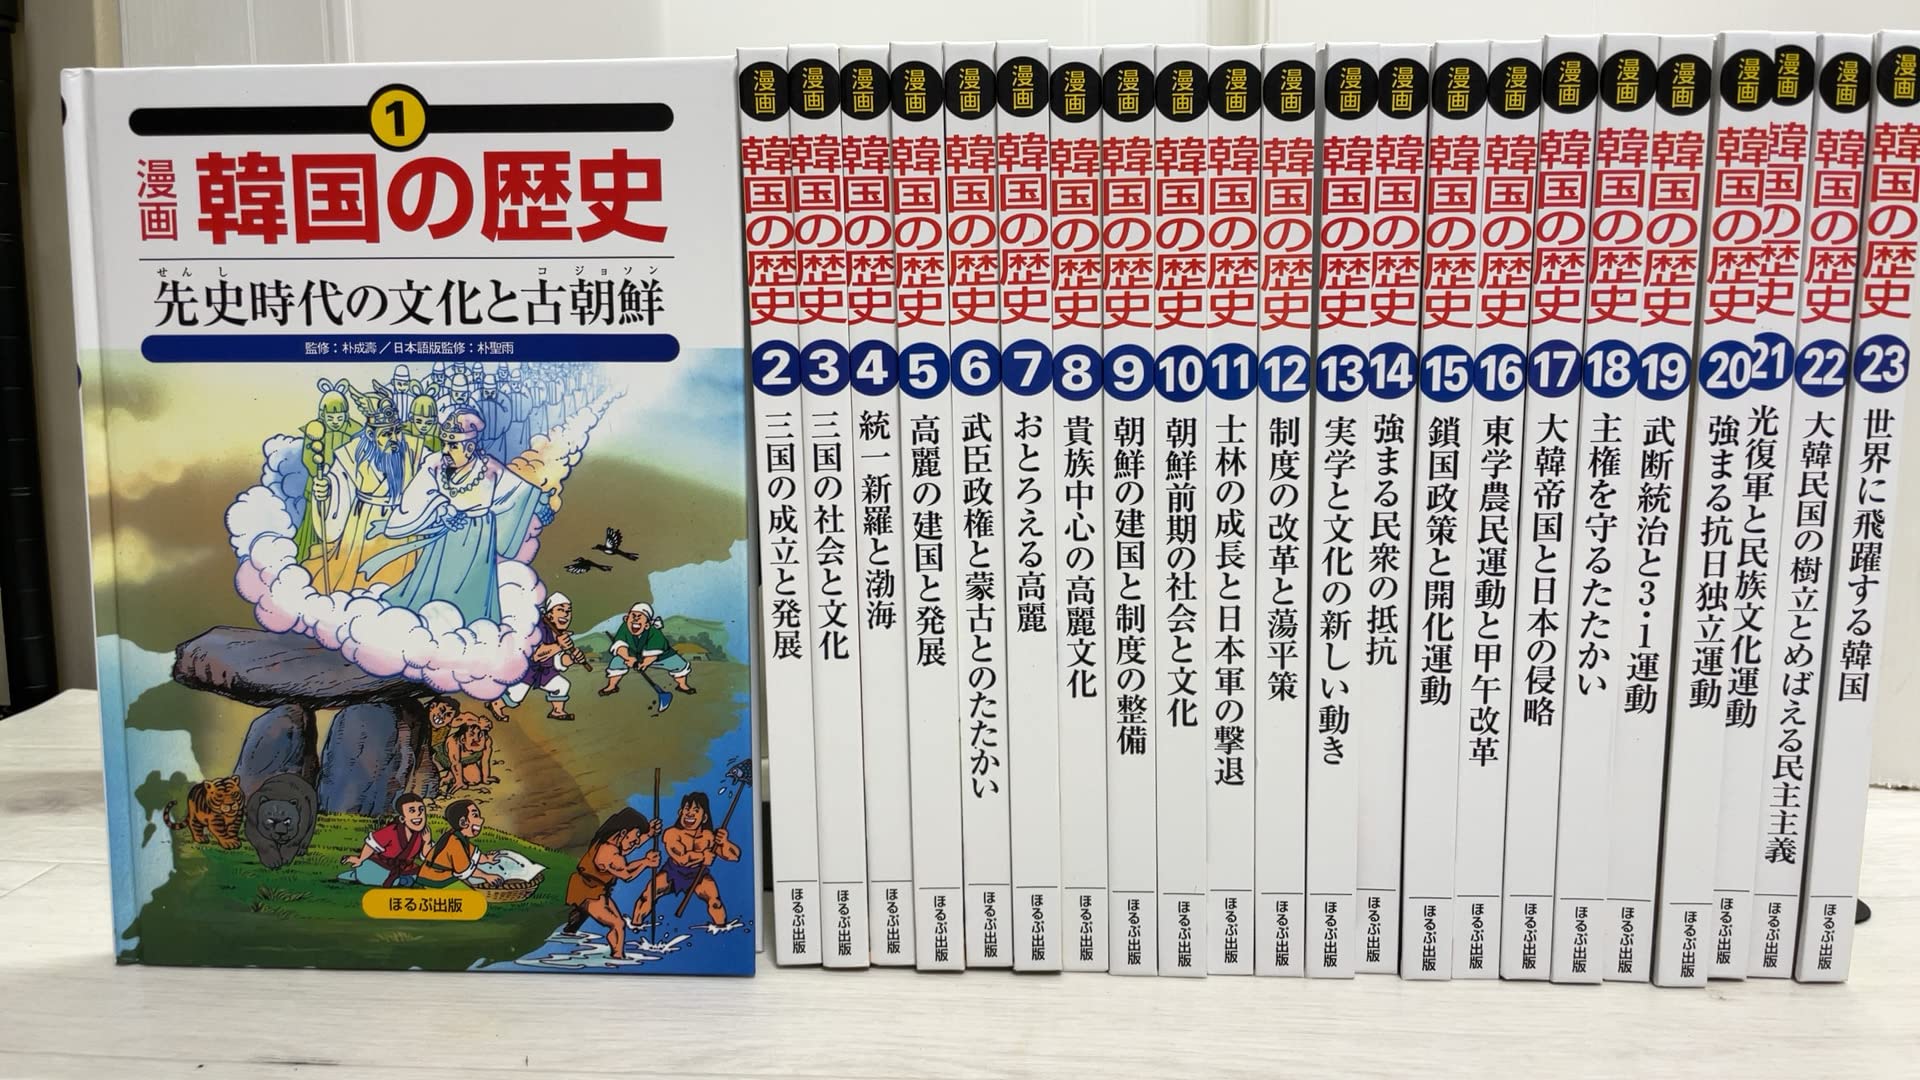 1
漫画
韓国の歴史
せんし コジョソン
先史時代の文化と古朝鮮
監修：朴成壽／日本語版監修：朴聖雨
ほるぷ出版
漫画 韓国の歴史 2 三国の成立と発展 ほるぷ出版
漫画 韓国の歴史 3 三国の社会と文化 ほるぷ出版
漫画 韓国の歴史 4 統一新羅と渤海 ほるぷ出版
漫画 韓国の歴史 5 高麗の建国と発展 ほるぷ出版
漫画 韓国の歴史 6 武臣政権と蒙古とのたたかい ほるぷ出版
漫画 韓国の歴史 7 おとろえる高麗 ほるぷ出版
漫画 韓国の歴史 8 貴族中心の高麗文化 ほるぷ出版
漫画 韓国の歴史 9 朝鮮の建国と制度の整備 ほるぷ出版
漫画 韓国の歴史 10 朝鮮前期の社会と文化 ほるぷ出版
漫画 韓国の歴史 11 士林の成長と日本軍の撃退 ほるぷ出版
漫画 韓国の歴史 12 制度の改革と蕩平策 ほるぷ出版
漫画 韓国の歴史 13 実学と文化の新しい動き ほるぷ出版
漫画 韓国の歴史 14 強まる民衆の抵抗 ほるぷ出版
漫画 韓国の歴史 15 鎖国政策と開化運動 ほるぷ出版
漫画 韓国の歴史 16 東学農民運動と甲午改革 ほるぷ出版
漫画 韓国の歴史 17 大韓帝国と日本の侵略 ほるぷ出版
漫画 韓国の歴史 18 主権を守るたたかい ほるぷ出版
漫画 韓国の歴史 19 武断統治と3・1運動 ほるぷ出版
漫画 韓国の歴史 20 強まる抗日独立運動 ほるぷ出版
漫画 韓国の歴史 21 光復軍と民族文化運動 ほるぷ出版
漫画 韓国の歴史 22 大韓民国の樹立とめばえる民主主義 ほるぷ出版
漫画 韓国の歴史 23 世界に飛躍する韓国